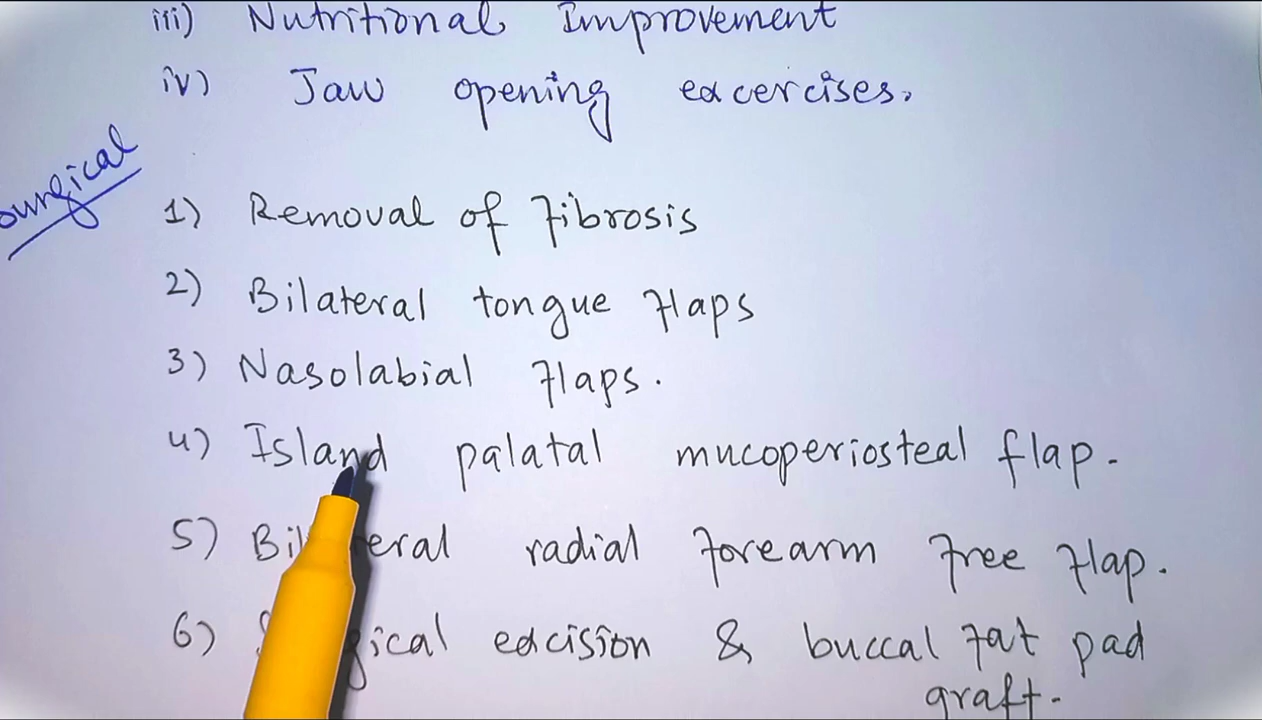 iii) Nutritional Improvement
iv) Jaw opening excercises.
Surgical
1) Removal of Fibrosis
2) Bilateral tongue Flaps
3) Nasolabial Flaps.
4) Island palatal mucoperiosteal flap.
5) radial Forearm Free Flap.
6) excision & buccal Fat pad
graft.